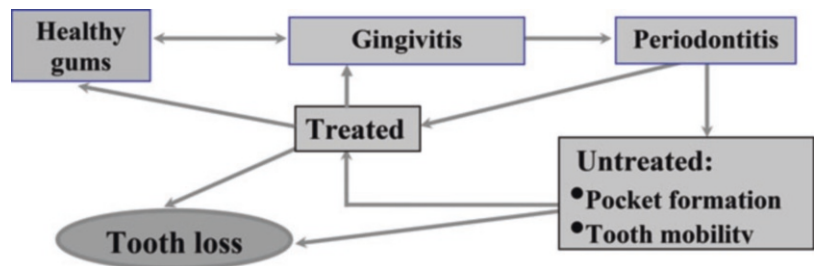 Healthy
gums
Gingivitis
Periodontitis
Treated
Untreated:
•Pocket formation
•Tooth mobility
Tooth loss